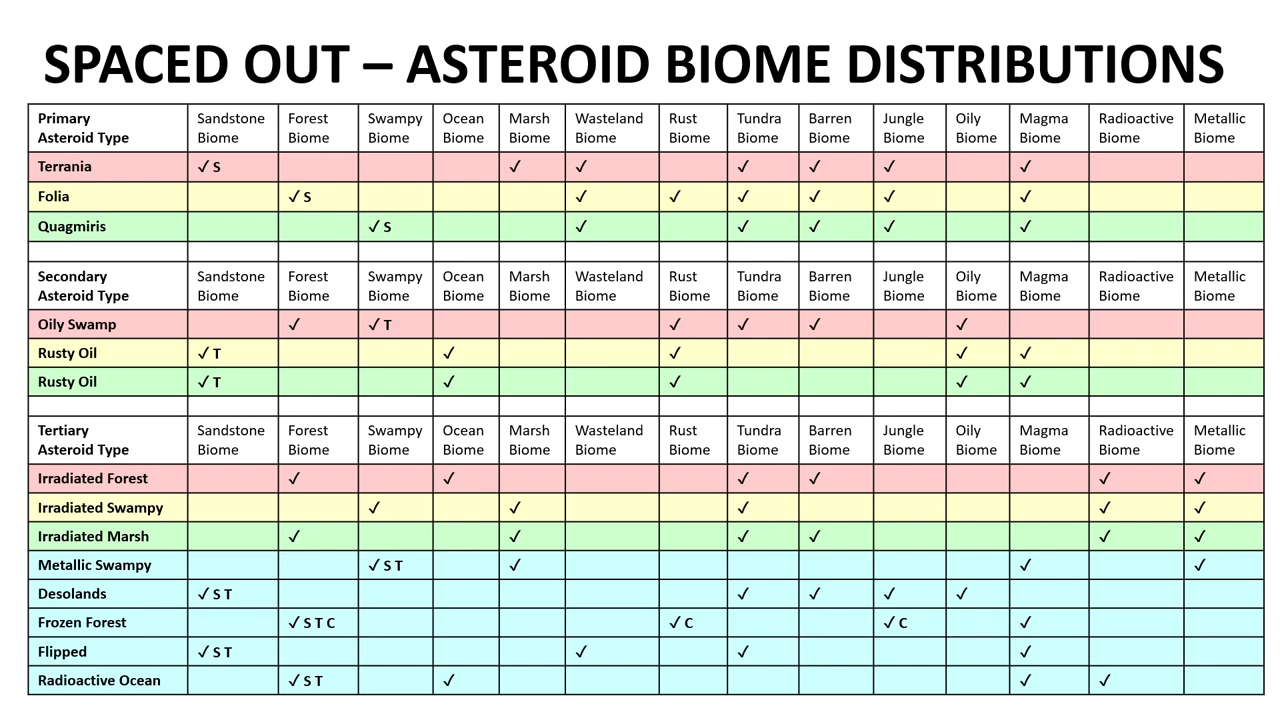 SPACED OUT – ASTEROID BIOME DISTRIBUTIONS
Primary Asteroid Type | Sandstone Biome | Forest Biome | Swampy Biome | Ocean Biome | Marsh Biome | Wasteland Biome | Rust Biome | Tundra Biome | Barren Biome | Jungle Biome | Oily Biome | Magma Biome | Radioactive Biome | Metallic Biome
Terrania | ✓ S | | | | ✓ | ✓ | | ✓ | ✓ | ✓ | | ✓ | |
Folia | | ✓ S | | | | ✓ | ✓ | ✓ | ✓ | ✓ | | ✓ | |
Quagmiris | | | ✓ S | | | ✓ | | ✓ | ✓ | ✓ | | ✓ | |
Secondary Asteroid Type | Sandstone Biome | Forest Biome | Swampy Biome | Ocean Biome | Marsh Biome | Wasteland Biome | Rust Biome | Tundra Biome | Barren Biome | Jungle Biome | Oily Biome | Magma Biome | Radioactive Biome | Metallic Biome
Oily Swamp | | ✓ | ✓ T | | | | ✓ | ✓ | ✓ | | ✓ | | |
Rusty Oil | ✓ T | | | ✓ | | | ✓ | | | | ✓ | ✓ | |
Rusty Oil | ✓ T | | | ✓ | | | ✓ | | | | ✓ | ✓ | |
Tertiary Asteroid Type | Sandstone Biome | Forest Biome | Swampy Biome | Ocean Biome | Marsh Biome | Wasteland Biome | Rust Biome | Tundra Biome | Barren Biome | Jungle Biome | Oily Biome | Magma Biome | Radioactive Biome | Metallic Biome
Irradiated Forest | | ✓ | | ✓ | | | | ✓ | ✓ | | | | ✓ | ✓
Irradiated Swampy | | | ✓ | | ✓ | | | ✓ | | | | | ✓ | ✓
Irradiated Marsh | | ✓ | | | ✓ | | | ✓ | ✓ | | | | ✓ | ✓
Metallic Swampy | | | ✓ S T | | ✓ | | | | | | | ✓ | | ✓
Desolands | ✓ S T | | | | | | | ✓ | ✓ | ✓ | ✓ | | |
Frozen Forest | | ✓ S T C | | | | | ✓ C | | | ✓ C | | ✓ | |
Flipped | ✓ S T | | | | | ✓ | | ✓ | | | | ✓ | |
Radioactive Ocean | | ✓ S T | | ✓ | | | | | | | | ✓ | ✓ |